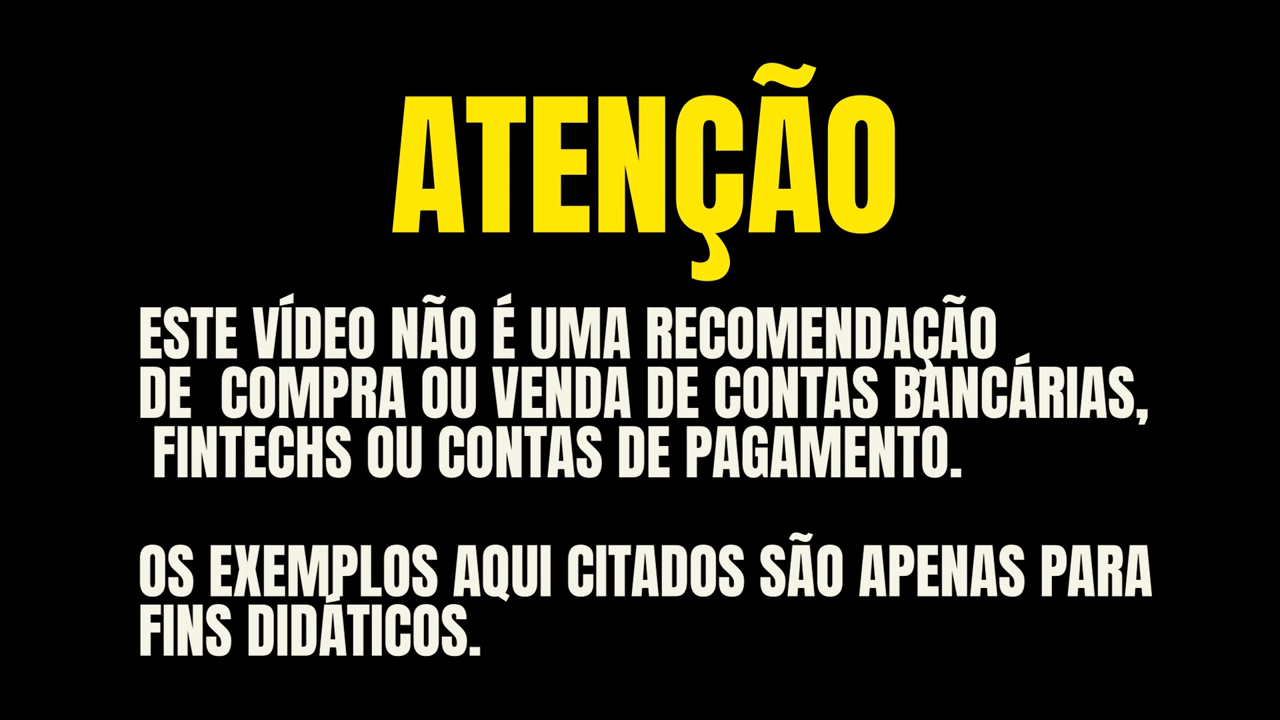 ATENÇÃO
ESTE VÍDEO NÃO É UMA RECOMENDAÇÃO
DE COMPRA OU VENDA DE CONTAS BANCÁRIAS,
FINTECHS OU CONTAS DE PAGAMENTO.
OS EXEMPLOS AQUI CITADOS SÃO APENAS PARA
FINS DIDÁTICOS.